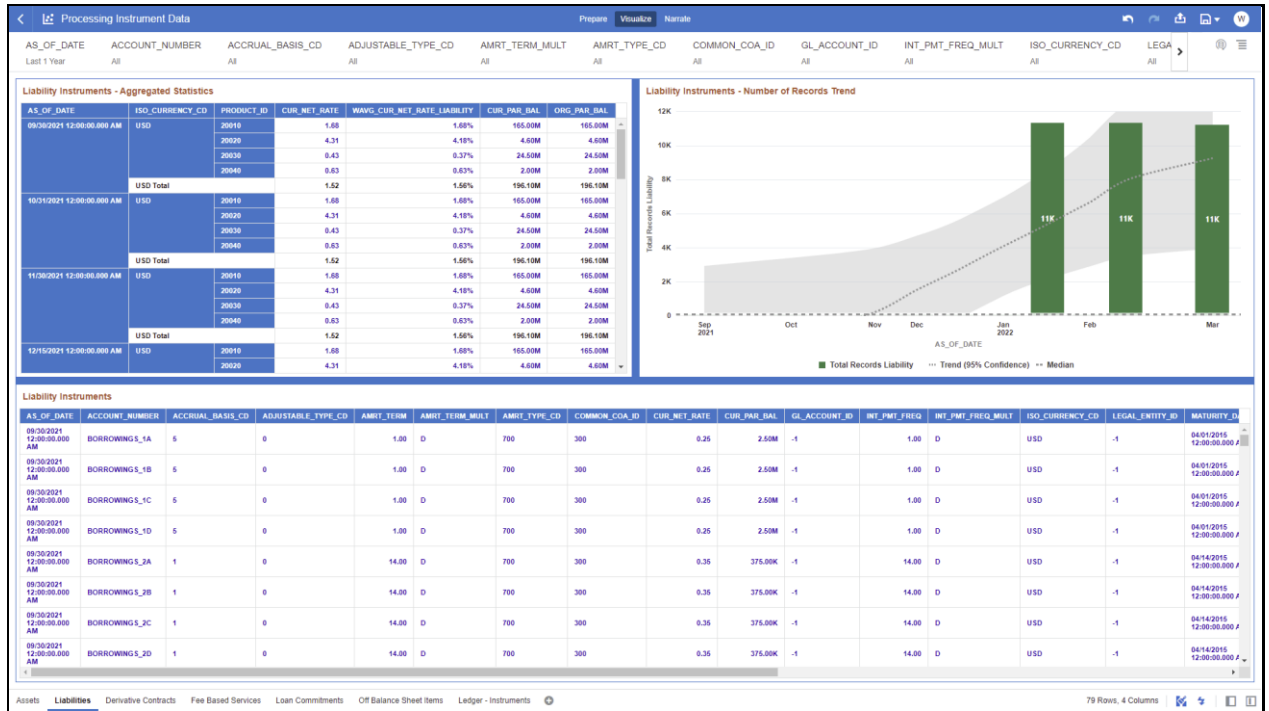 Processing Instrument Data
Prepare Visualize Narrate
W
AS_OF_DATE ACCOUNT_NUMBER ACCRUAL_BASIS_CD ADJUSTABLE_TYPE_CD AMRT_TERM_MULT AMRT_TYPE_CD COMMON_COA_ID GL_ACCOUNT_ID INT_PMT_FREQ_MULT ISO_CURRENCY_CD LEGA
Last 1 Year All All All All All All All All All All
Liability Instruments - Aggregated Statistics
AS_OF_DATE ISO_CURRENCY_CD PRODUCT_ID CUR_NET_RATE WAVG_CUR_NET_RATE_LIABILITY CUR_PAR_BAL ORG_PAR_BAL
09/30/2021 12:00:00.000 AM USD 20010 1.68 1.68% 165.00M 165.00M
20020 4.31 4.18% 4.60M 4.60M
20030 0.43 0.37% 24.50M 24.50M
20040 0.63 0.63% 2.00M 2.00M
USD Total 1.52 1.56% 196.10M 196.10M
10/31/2021 12:00:00.000 AM USD 20010 1.68 1.68% 165.00M 165.00M
20020 4.31 4.18% 4.60M 4.60M
20030 0.43 0.37% 24.50M 24.50M
20040 0.63 0.63% 2.00M 2.00M
USD Total 1.52 1.56% 196.10M 196.10M
11/30/2021 12:00:00.000 AM USD 20010 1.68 1.68% 165.00M 165.00M
20020 4.31 4.18% 4.60M 4.60M
20030 0.43 0.37% 24.50M 24.50M
20040 0.63 0.63% 2.00M 2.00M
USD Total 1.52 1.56% 196.10M 196.10M
12/15/2021 12:00:00.000 AM USD 20010 1.68 1.68% 165.00M 165.00M
20020 4.31 4.18% 4.60M 4.60M
Liability Instruments - Number of Records Trend
Total Records Liability
12K
10K
8K
6K
4K
2K
0
11K 11K 11K
Sep Oct Nov Dec Jan Feb Mar
2021 2022
AS_OF_DATE
Total Records Liability Trend (95% Confidence) Median
Liability Instruments
AS_OF_DATE ACCOUNT_NUMBER ACCRUAL_BASIS_CD ADJUSTABLE_TYPE_CD AMRT_TERM AMRT_TERM_MULT AMRT_TYPE_CD COMMON_COA_ID CUR_NET_RATE CUR_PAR_BAL GL_ACCOUNT_ID INT_PMT_FREQ INT_PMT_FREQ_MULT ISO_CURRENCY_CD LEGAL_ENTITY_ID MATURITY_DA
09/30/2021 04/01/2015
12:00:00.000 BORROWINGS_1A 5 0 1.00 D 700 300 0.25 2.50M -1 1.00 D USD -1 12:00:00.000 A
AM
09/30/2021 04/01/2015
12:00:00.000 BORROWINGS_1B 5 0 1.00 D 700 300 0.25 2.50M -1 1.00 D USD -1 12:00:00.000 A
AM
09/30/2021 04/01/2015
12:00:00.000 BORROWINGS_1C 5 0 1.00 D 700 300 0.25 2.50M -1 1.00 D USD -1 12:00:00.000 A
AM
09/30/2021 04/01/2015
12:00:00.000 BORROWINGS_1D 5 0 1.00 D 700 300 0.25 2.50M -1 1.00 D USD -1 12:00:00.000 A
AM
09/30/2021 04/14/2015
12:00:00.000 BORROWINGS_2A 1 0 14.00 D 700 300 0.35 375.00K -1 14.00 D USD -1 12:00:00.000 A
AM
09/30/2021 04/14/2015
12:00:00.000 BORROWINGS_2B 1 0 14.00 D 700 300 0.35 375.00K -1 14.00 D USD -1 12:00:00.000 A
AM
09/30/2021 04/14/2015
12:00:00.000 BORROWINGS_2C 1 0 14.00 D 700 300 0.35 375.00K -1 14.00 D USD -1 12:00:00.000 A
AM
09/30/2021 04/14/2015
12:00:00.000 BORROWINGS_2D 1 0 14.00 D 700 300 0.35 375.00K -1 14.00 D USD -1 12:00:00.000 A
AM
Assets Liabilities Derivative Contracts Fee Based Services Loan Commitments Off Balance Sheet Items Ledger - Instruments 79 Rows, 4 Columns